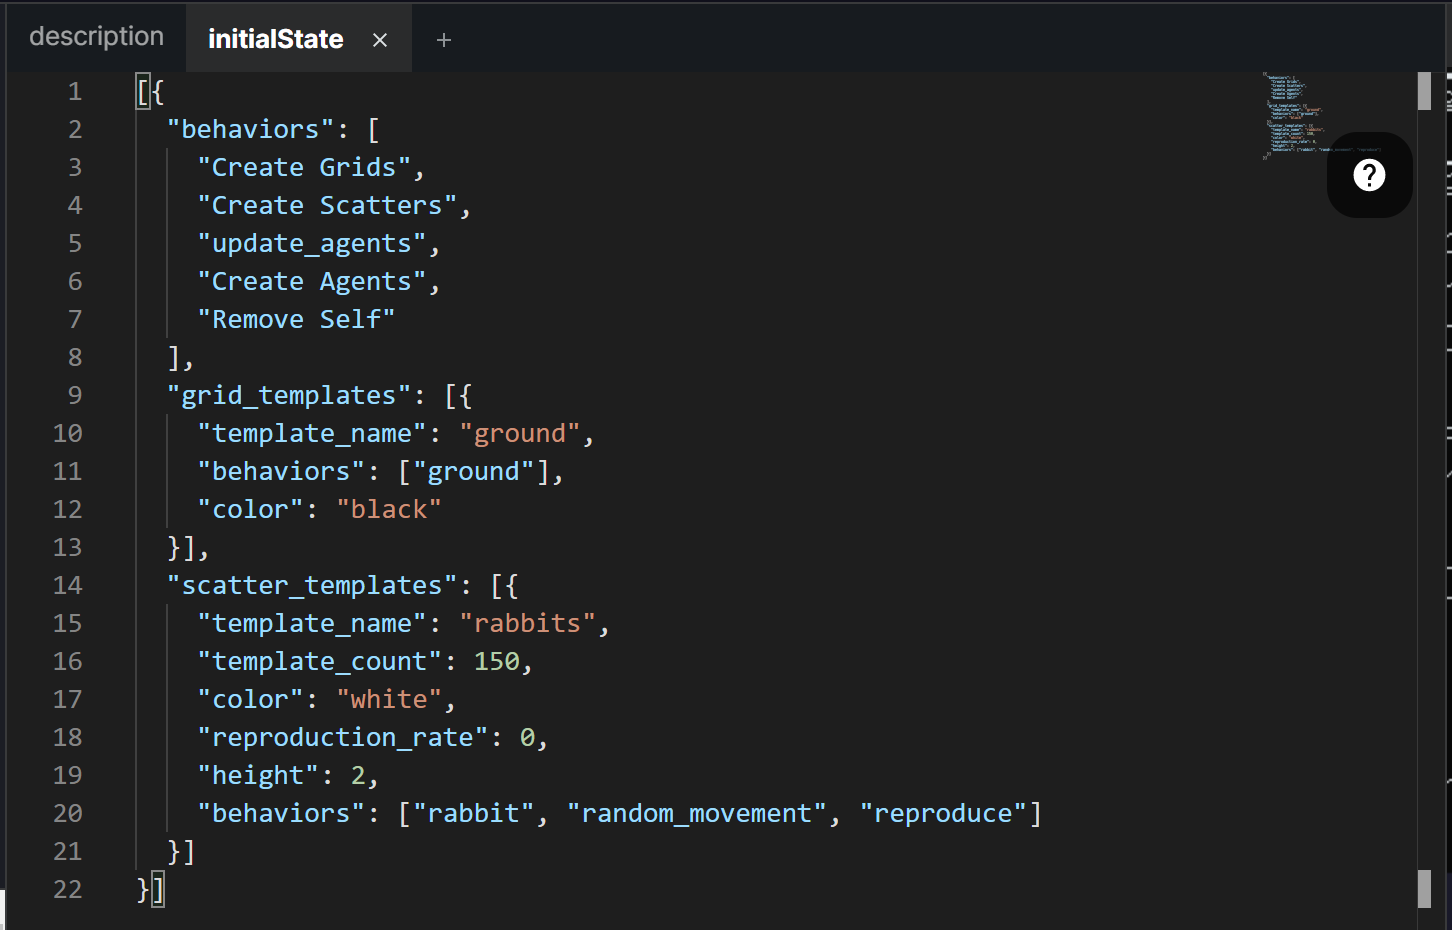 description initialState × +
1 [{
2 "behaviors": [
3 "Create Grids",
4 "Create Scatters",
5 "update_agents",
6 "Create Agents",
7 "Remove Self"
8 ],
9 "grid_templates": [{
10 "template_name": "ground",
11 "behaviors": ["ground"],
12 "color": "black"
13 }],
14 "scatter_templates": [{
15 "template_name": "rabbits",
16 "template_count": 150,
17 "color": "white",
18 "reproduction_rate": 0,
19 "height": 2,
20 "behaviors": ["rabbit", "random_movement", "reproduce"]
21 }]
22 }]
?